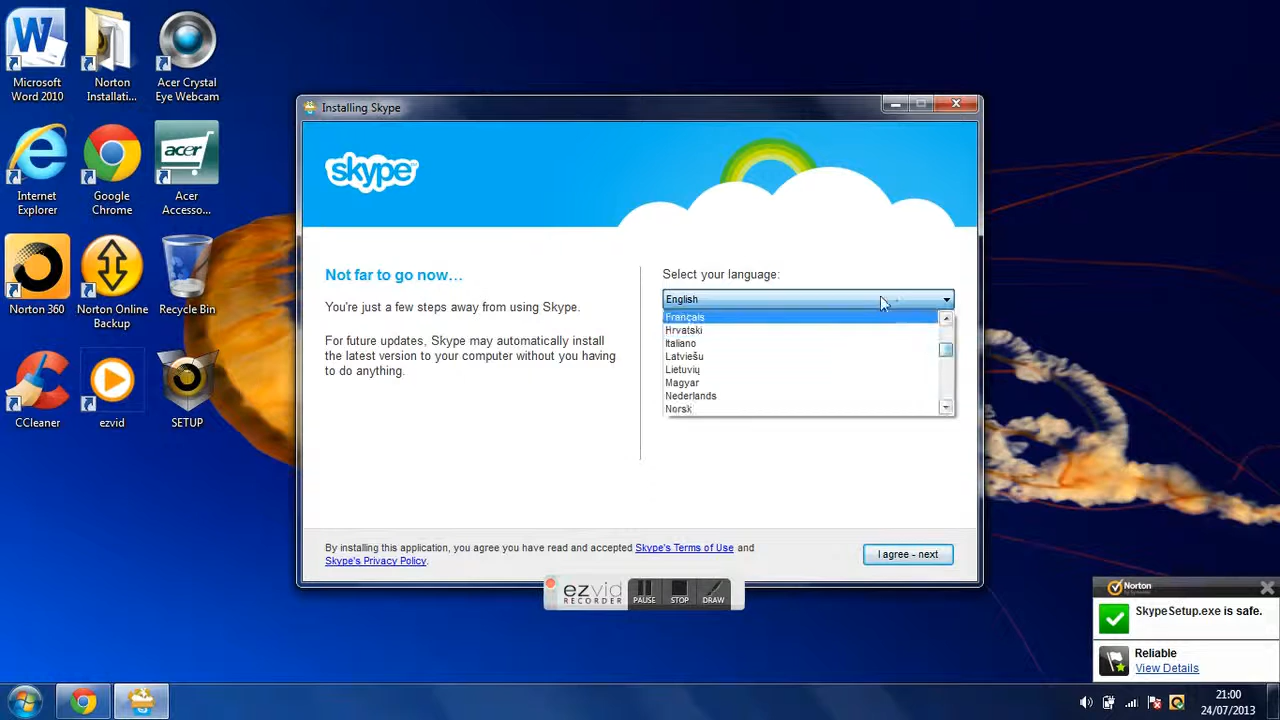 Microsoft
Word 2010
Norton
Installati...
Acer Crystal
Eye Webcam
Internet
Explorer
Google
Chrome
acer
Acer
Accesso...
Norton 360
Norton Online
Backup
Recycle Bin
CCleaner
ezvid
SETUP
Installing Skype
skype™
Not far to go now...
You're just a few steps away from using Skype.
For future updates, Skype may automatically install
the latest version to your computer without you having
to do anything.
Select your language:
English
Français
Hrvatski
Italiano
Latviešu
Lietuvių
Magyar
Nederlands
Norsk
By installing this application, you agree you have read and accepted Skype's Terms of Use and
Skype's Privacy Policy.
I agree - next
ezvid
RECORDER
PAUSE
STOP
DRAW
Norton
SkypeSetup.exe is safe.
Reliable
View Details
21:00
24/07/2013